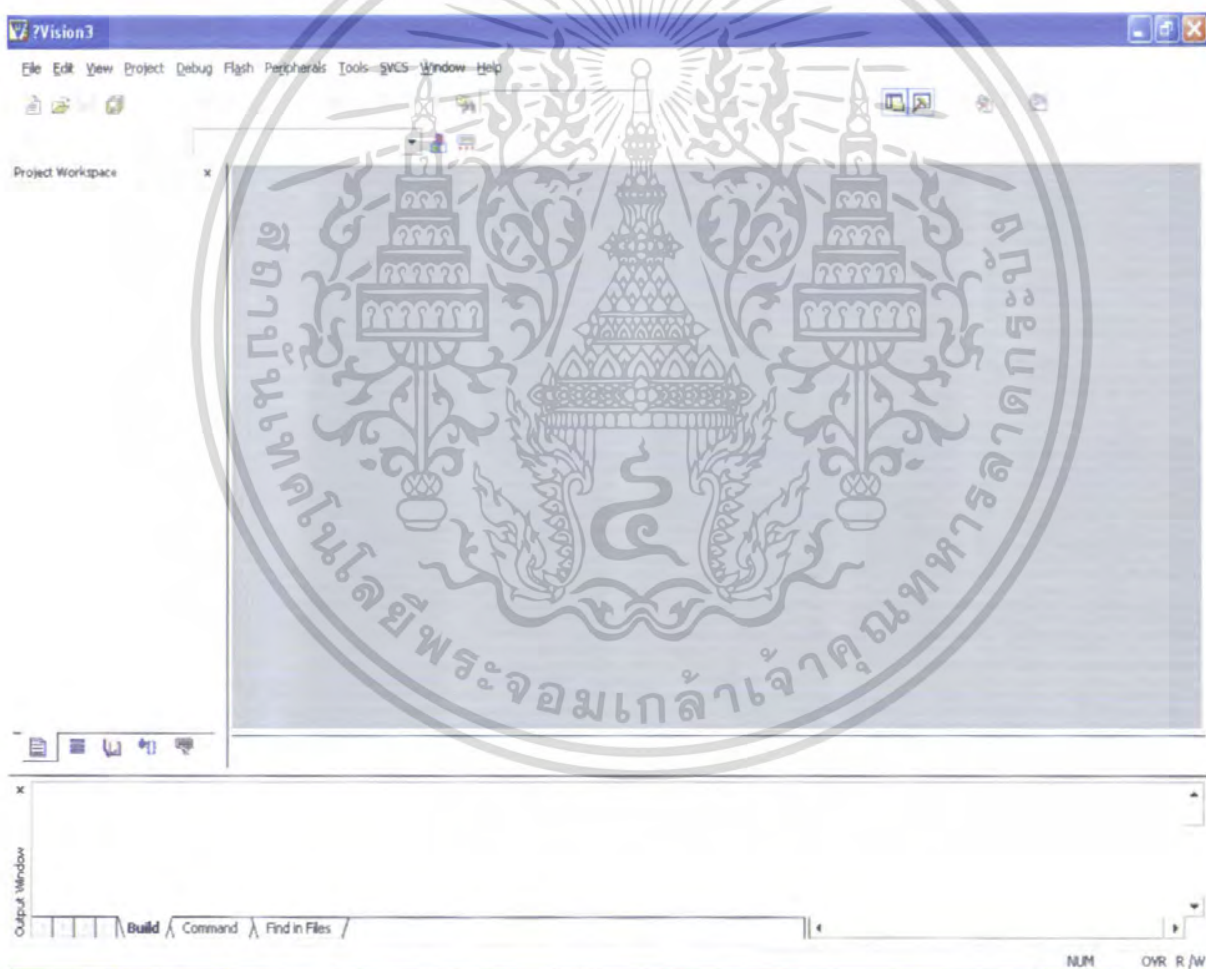 ?Vision3
File Edit View Project Debug Flash Peripherals Tools SVCS Window Help
Project Workspace
สถาบันเทคโนโลยีพระจอมเกล้าเจ้าคุณทหารลาดกระบัง
Output Window
Build Command Find in Files
NUM OVR R/W